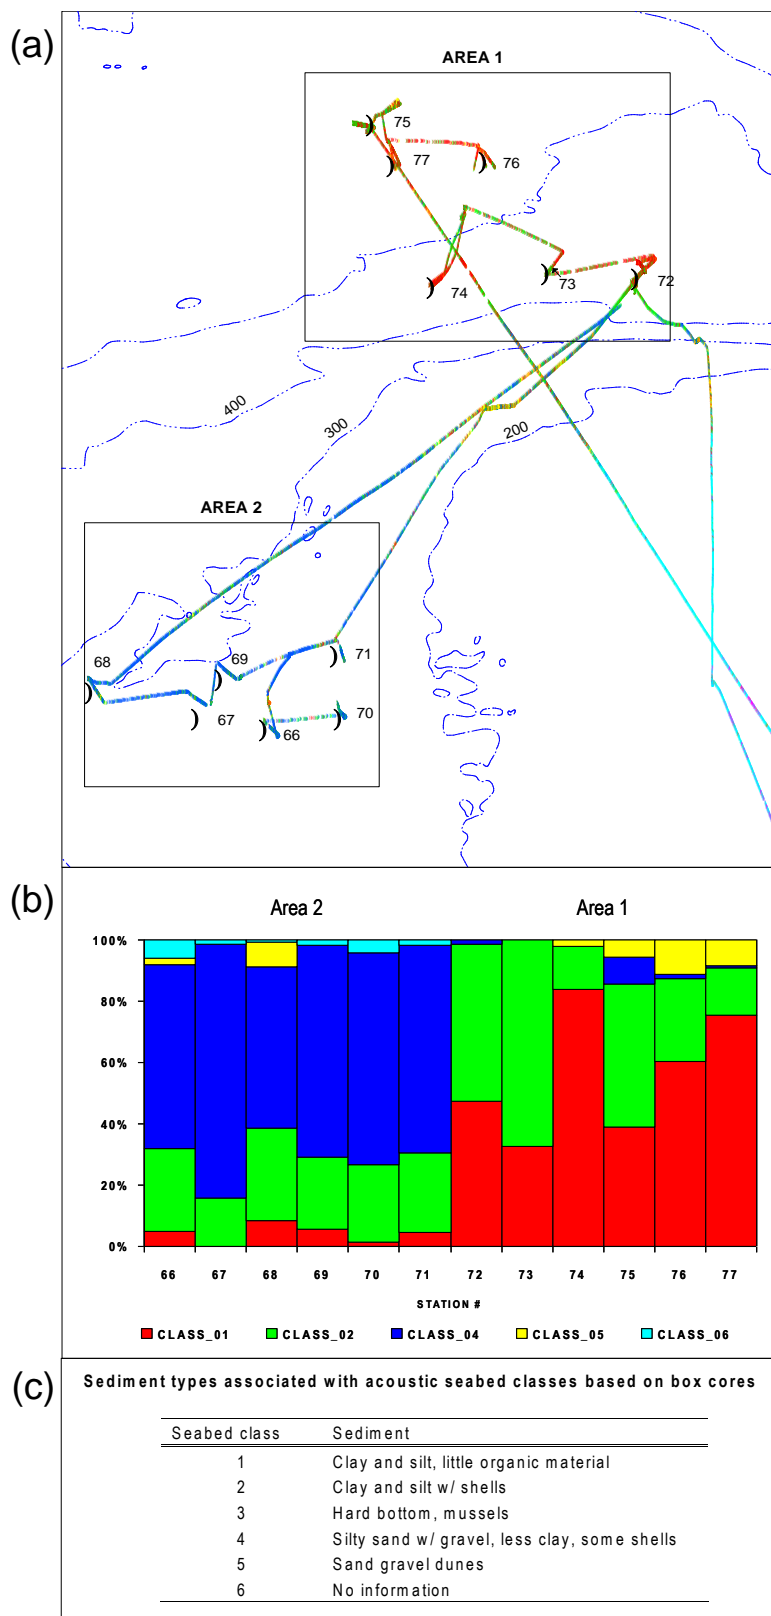 (a)
AREA 1
75
77
76
74
73
72
400
300
200
AREA 2
68
69
71
67
66
70
(b)
Area 2 Area 1
100%
80%
60%
40%
20%
0%
66 67 68 69 70 71 72 73 74 75 76 77
STATION #
CLASS_01 CLASS_02 CLASS_04 CLASS_05 CLASS_06
(c)
Sediment types associated with acoustic seabed classes based on box cores
Seabed class Sediment
1 Clay and silt, little organic material
2 Clay and silt w/ shells
3 Hard bottom, mussels
4 Silty sand w/ gravel, less clay, some shells
5 Sand gravel dunes
6 No information